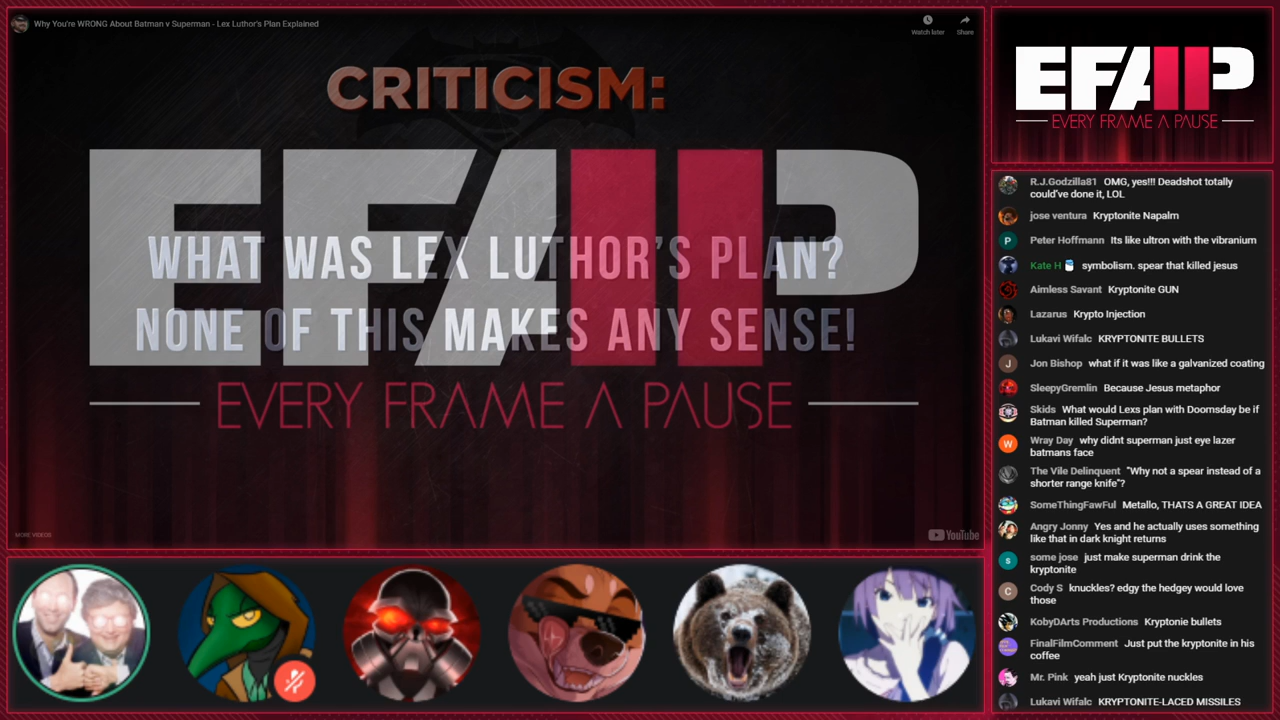 Why You're WRONG About Batman v Superman - Lex Luthor's Plan Explained
Watch later
Share
CRITICISM:
EFAP
WHAT WAS LEX LUTHOR'S PLAN?
NONE OF THIS MAKES ANY SENSE!
EVERY FRAME A PAUSE
MORE VIDEOS
YouTube
EFAP
EVERY FRAME A PAUSE
R.J.Godzilla81 OMG, yes!!! Deadshot totally
could've done it, LOL
jose ventura Kryptonite Napalm
P
Peter Hoffmann Its like ultron with the vibranium
Kate H symbolism. spear that killed jesus
Aimless Savant Kryptonite GUN
Lazarus Krypto Injection
Lukavi Wifalc KRYPTONITE BULLETS
J
Jon Bishop what if it was like a galvanized coating
SleepyGremlin Because Jesus metaphor
Skids What would Lexs plan with Doomsday be if
Batman killed Superman?
W
Wray Day why didnt superman just eye lazer
batmans face
The Vile Delinquent "Why not a spear instead of a
shorter range knife"?
SomeThingFawFul Metallo, THATS A GREAT IDEA
Angry Jonny Yes and he actually uses something
like that in dark knight returns
s
some jose just make superman drink the
kryptonite
C
Cody S knuckles? edgy the hedgey would love
those
KobyDArts Productions Kryptonie bullets
FinalFilmComment Just put the kryptonite in his
coffee
Mr. Pink yeah just Kryptonite nuckles
Lukavi Wifalc KRYPTONITE-LACED MISSILES